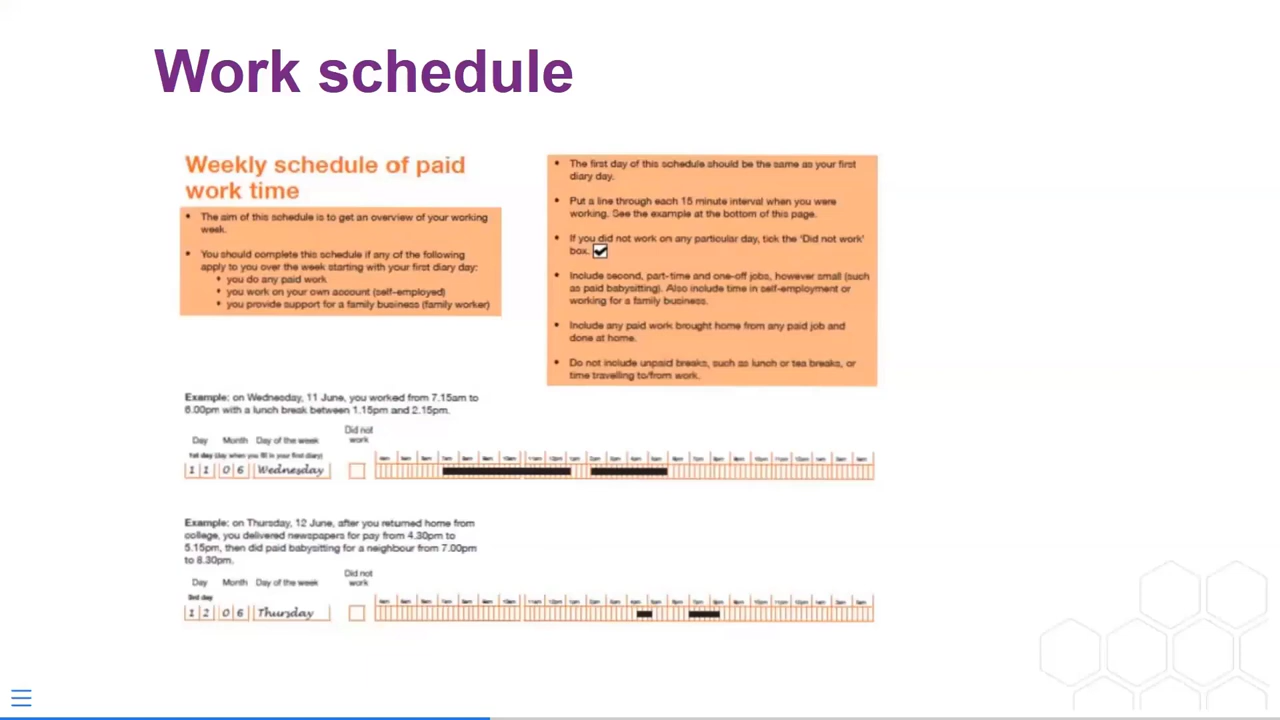 Work schedule
Weekly schedule of paid
work time
• The aim of this schedule is to get an overview of your working
week.
• You should complete this schedule if any of the following
apply to you over the week starting with your first diary day:
• you do any paid work
• you work on your own account (self-employed)
• you provide support for a family business (family worker)
• The first day of this schedule should be the same as your first
diary day.
• Put a line through each 15 minute interval when you were
working. See the example at the bottom of this page.
• If you did not work on any particular day, tick the 'Did not work'
box.
• Include second, part-time and one-off jobs, however small (such
as paid babysitting). Also include time in self-employment or
working for a family business.
• Include any paid work brought home from any paid job and
done at home.
• Do not include unpaid breaks, such as lunch or tea breaks, or
time travelling to/from work.
Example: on Wednesday, 11 June, you worked from 7.15am to
6.00pm with a lunch break between 1.15pm and 2.15pm.
Day Month Day of the week Did not
work
1st day (day when you fill in your first diary)
1 1 0 6 Wednesday
Example: on Thursday, 12 June, after you returned home from
college, you delivered newspapers for pay from 4.30pm to
5.15pm, then did paid babysitting for a neighbour from 7.00pm
to 8.30pm.
Day Month Day of the week Did not
work
3rd day
1 2 0 6 Thursday